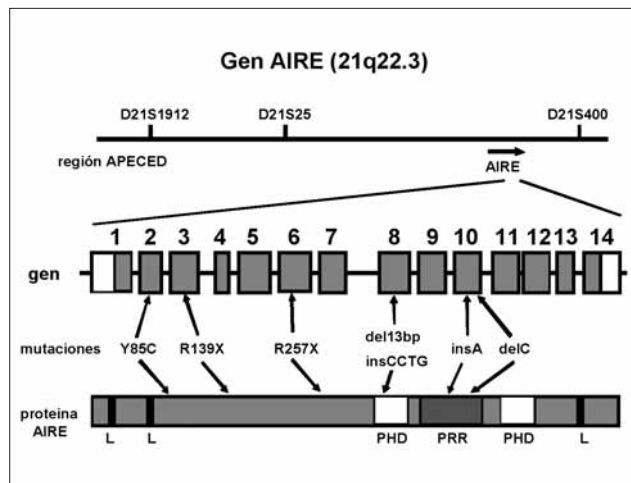 Gen AIRE (21q22.3)
D21S1912 D21S25 D21S400
región APECED
AIRE
1 2 3 4 5 6 7 8 9 10 11 12 13 14
gen
del13bp
mutaciones Y85C R139X R257X insA delC
insCCTG
proteina
AIRE
L L PHD PRR PHD L